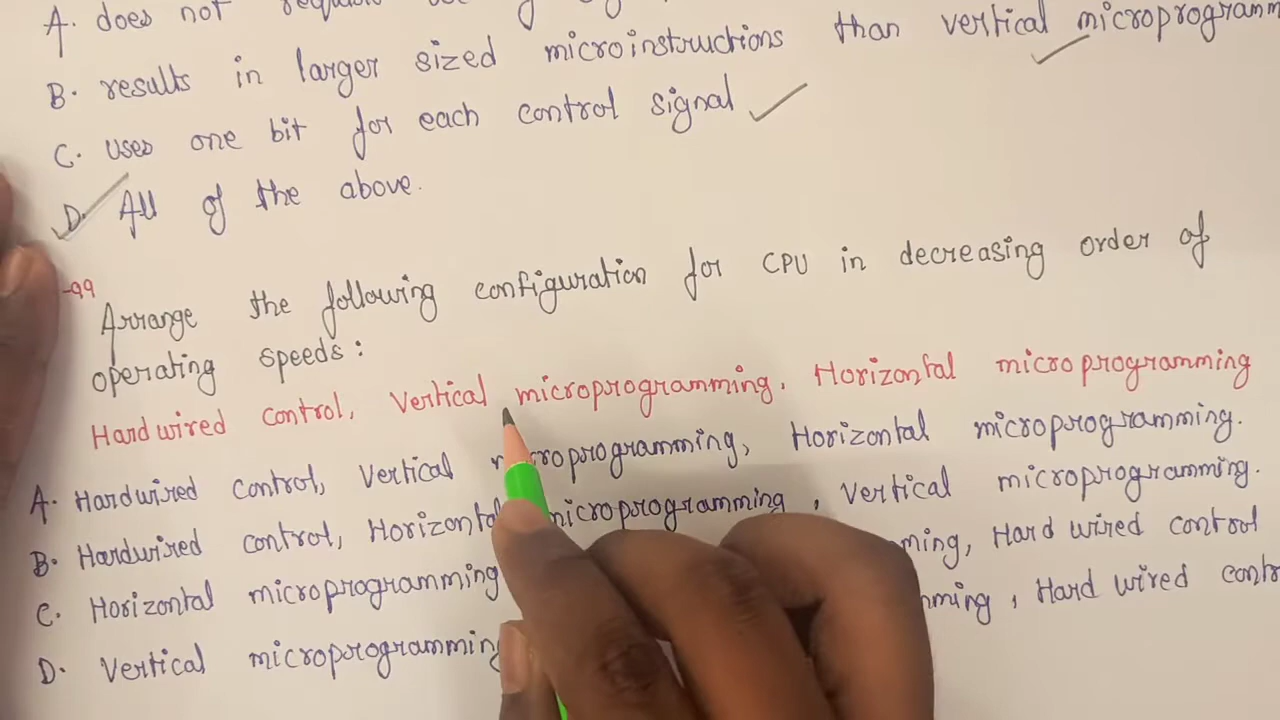 A. does not
B. results in larger sized microinstructions than vertical microprogramm
C. uses one bit for each control signal
D. All of the above.
-99
Arrange the following configuration for CPU in decreasing order of
operating speeds:
Hardwired control, Vertical microprogramming, Horizontal microprogramming
A. Hardwired control, Vertical microprogramming, Horizontal microprogramming.
B. Hardwired control, Horizontal microprogramming, Vertical microprogramming.
C. Horizontal microprogramming ming, Hard wired control
D. Vertical microprogramming mming, Hard wired contr